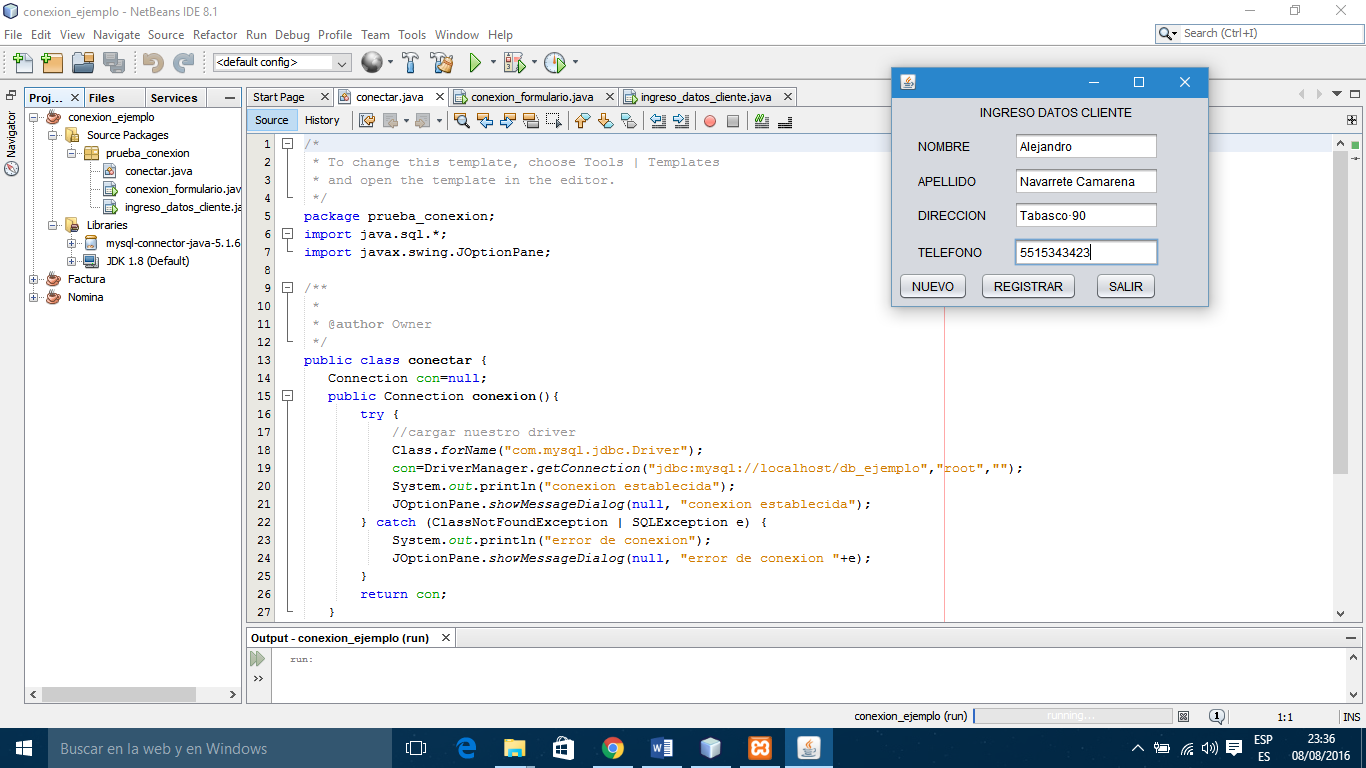 conexion_ejemplo - NetBeans IDE 8.1
File Edit View Navigate Source Refactor Run Debug Profile Team Tools Window Help
Search (Ctrl+I)
<default config>
Proj... Files Services
Navigator
conexion_ejemplo
Source Packages
prueba_conexion
conectar.java
conexion_formulario.jav
ingreso_datos_cliente.ja
Libraries
mysql-connector-java-5.1.6
JDK 1.8 (Default)
Factura
Nomina
Start Page conectar.java conexion_formulario.java ingreso_datos_cliente.java
Source History
1 /*
2 * To change this template, choose Tools | Templates
3 * and open the template in the editor.
4 */
5 package prueba_conexion;
6 import java.sql.*;
7 import javax.swing.JOptionPane;
8
9 /**
10 *
11 * @author Owner
12 */
13 public class conectar {
14 Connection con=null;
15 public Connection conexion(){
16 try {
17 //cargar nuestro driver
18 Class.forName("com.mysql.jdbc.Driver");
19 con=DriverManager.getConnection("jdbc:mysql://localhost/db_ejemplo","root","");
20 System.out.println("conexion establecida");
21 JOptionPane.showMessageDialog(null, "conexion establecida");
22 } catch (ClassNotFoundException | SQLException e) {
23 System.out.println("error de conexion");
24 JOptionPane.showMessageDialog(null, "error de conexion "+e);
25 }
26 return con;
27 }
INGRESO DATOS CLIENTE
NOMBRE Alejandro
APELLIDO Navarrete Camarena
DIRECCION Tabasco·90
TELEFONO 5515343423
NUEVO REGISTRAR SALIR
Output - conexion_ejemplo (run)
run:
conexion_ejemplo (run) running... 1 1:1 INS
Buscar en la web y en Windows
ESP
ES
23:36
08/08/2016